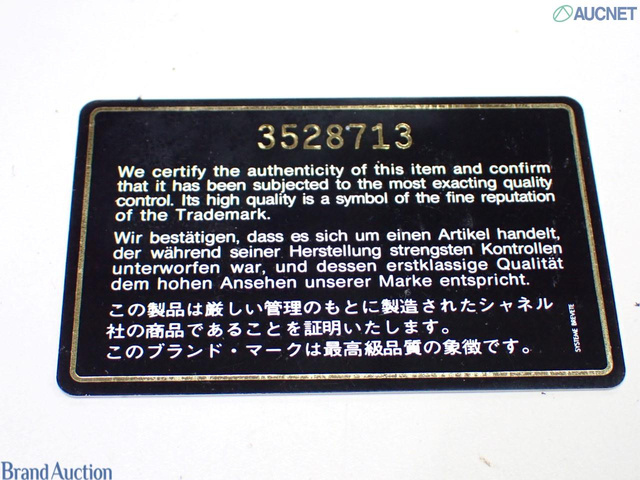 AUCNET
3528713
We certify the authenticity of this item and confirm
that it has been subjected to the most exacting quality
control. Its high quality is a symbol of the fine reputation
of the Trademark.
Wir bestätigen, dass es sich um einen Artikel handelt,
der während seiner Herstellung strengsten Kontrollen
unterworfen war, und dessen erstklassige Qualität
dem hohen Ansehen unserer Marke entspricht.
この製品は厳しい管理のもとに製造されたシャネル
社の商品であることを証明いたします。
このブランド・マークは最高級品質の象徴です。
SYSTEME BREVETE
Brand Auction